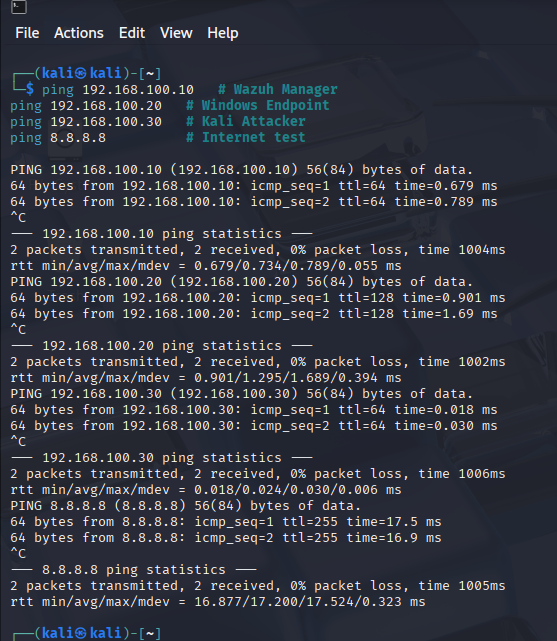 File Actions Edit View Help
┌──(kali㉿kali)-[~]
└─$ ping 192.168.100.10   # Wazuh Manager
ping 192.168.100.20   # Windows Endpoint
ping 192.168.100.30   # Kali Attacker
ping 8.8.8.8          # Internet test
PING 192.168.100.10 (192.168.100.10) 56(84) bytes of data.
64 bytes from 192.168.100.10: icmp_seq=1 ttl=64 time=0.679 ms
64 bytes from 192.168.100.10: icmp_seq=2 ttl=64 time=0.789 ms
^C
--- 192.168.100.10 ping statistics ---
2 packets transmitted, 2 received, 0% packet loss, time 1004ms
rtt min/avg/max/mdev = 0.679/0.734/0.789/0.055 ms
PING 192.168.100.20 (192.168.100.20) 56(84) bytes of data.
64 bytes from 192.168.100.20: icmp_seq=1 ttl=128 time=0.901 ms
64 bytes from 192.168.100.20: icmp_seq=2 ttl=128 time=1.69 ms
^C
--- 192.168.100.20 ping statistics ---
2 packets transmitted, 2 received, 0% packet loss, time 1002ms
rtt min/avg/max/mdev = 0.901/1.295/1.689/0.394 ms
PING 192.168.100.30 (192.168.100.30) 56(84) bytes of data.
64 bytes from 192.168.100.30: icmp_seq=1 ttl=64 time=0.018 ms
64 bytes from 192.168.100.30: icmp_seq=2 ttl=64 time=0.030 ms
^C
--- 192.168.100.30 ping statistics ---
2 packets transmitted, 2 received, 0% packet loss, time 1006ms
rtt min/avg/max/mdev = 0.018/0.024/0.030/0.006 ms
PING 8.8.8.8 (8.8.8.8) 56(84) bytes of data.
64 bytes from 8.8.8.8: icmp_seq=1 ttl=255 time=17.5 ms
64 bytes from 8.8.8.8: icmp_seq=2 ttl=255 time=16.9 ms
^C
--- 8.8.8.8 ping statistics ---
2 packets transmitted, 2 received, 0% packet loss, time 1005ms
rtt min/avg/max/mdev = 16.877/17.200/17.524/0.323 ms
┌──(kali㉿kali)-[~]